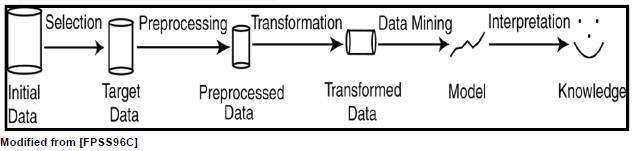 Selection Preprocessing Transformation Data Mining Interpretation
Initial Target Preprocessed Transformed Model Knowledge
Data Data Data Data
Modified from [FPSS96C]